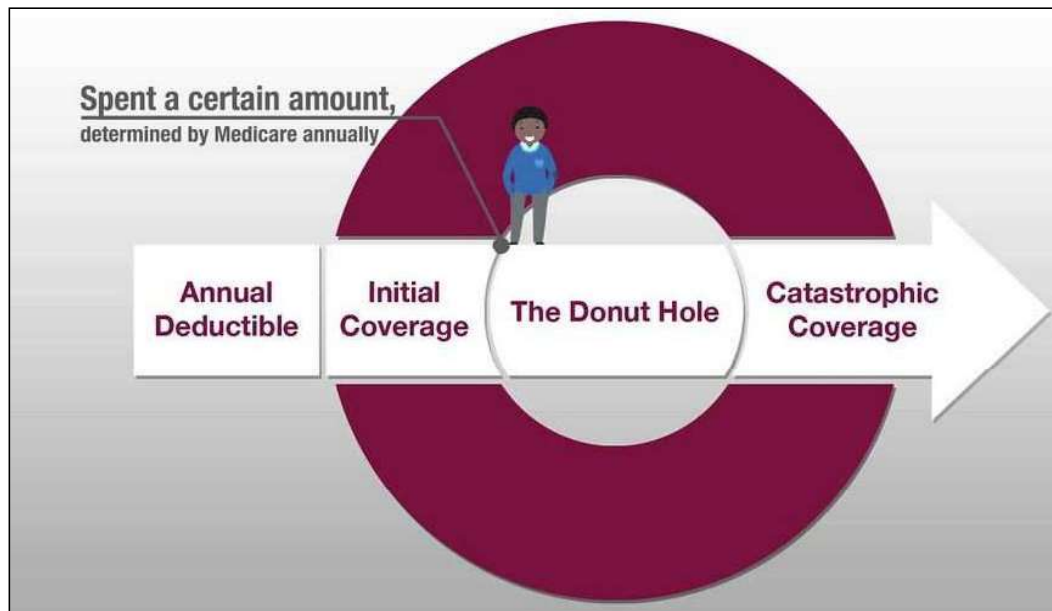 Spent a certain amount,
determined by Medicare annually
Annual
Deductible
Initial
Coverage
The Donut Hole
Catastrophic
Coverage